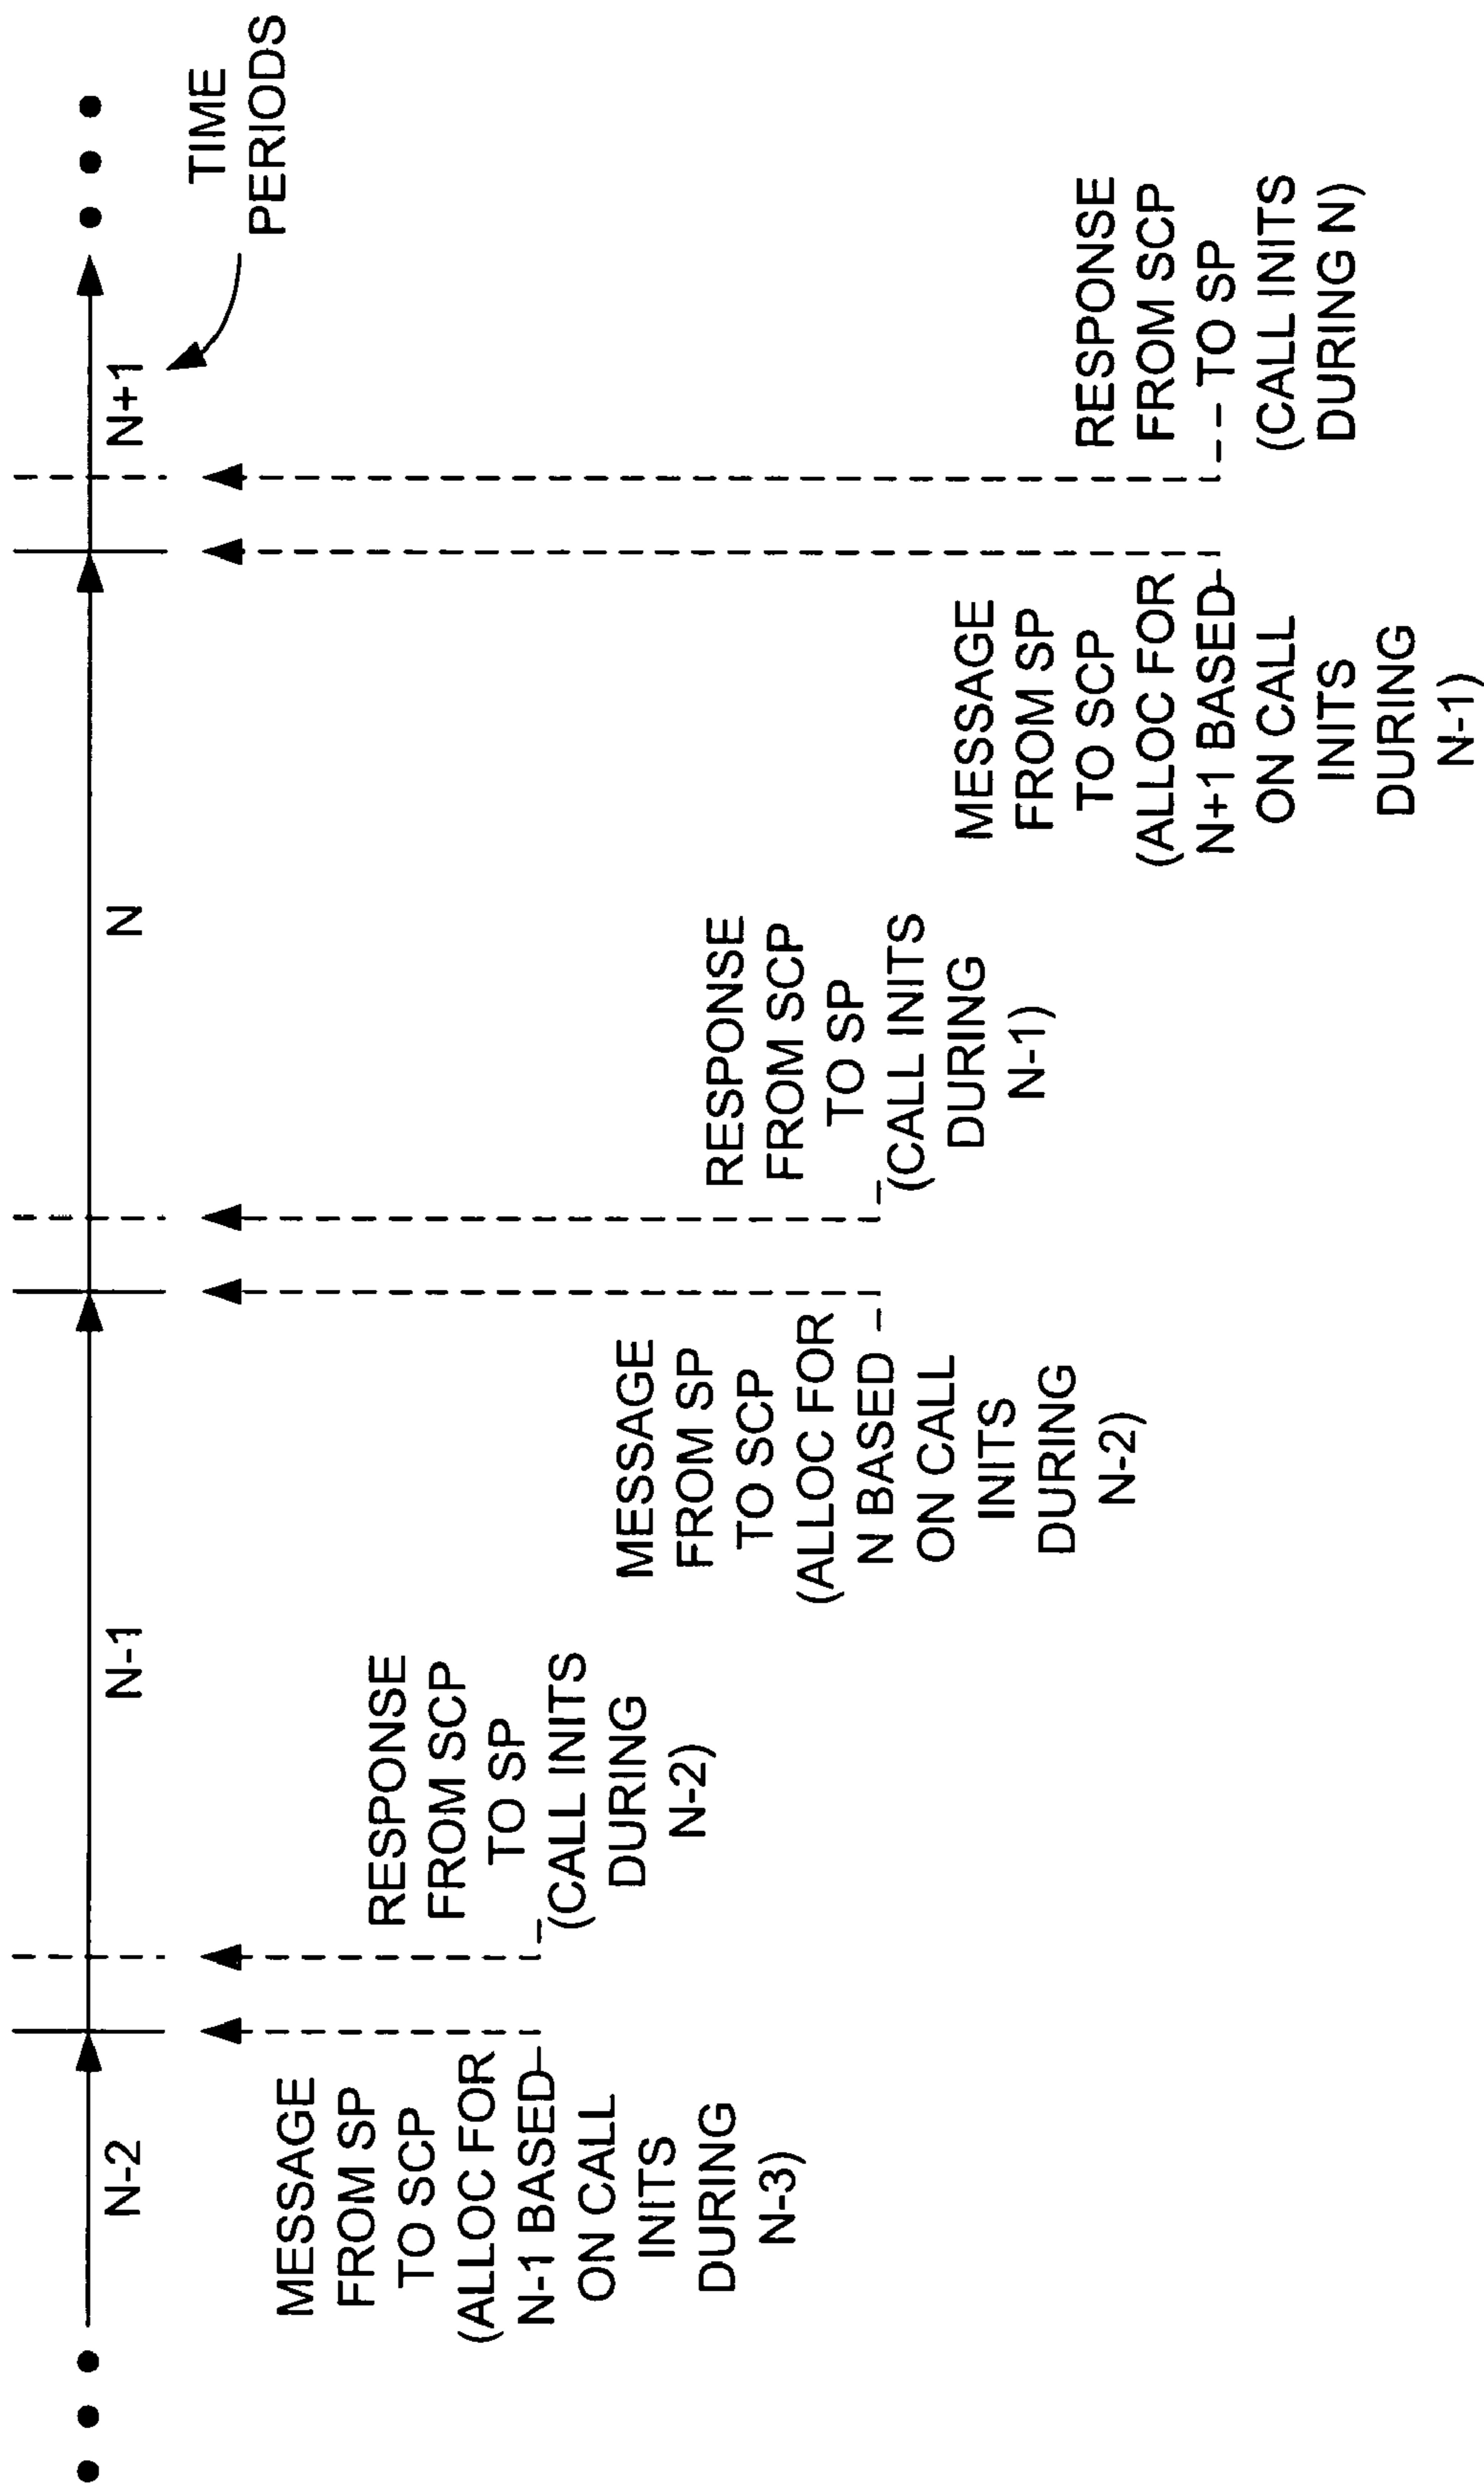 N-2
N-1
N
N+1
TIME
PERIODS
MESSAGE
FROM SP
TO SCP
(ALLOC FOR
N-1 BASED
ON CALL
INITS
DURING
N-3)
RESPONSE
FROM SCP
TO SP
(CALL INITS
DURING
N-2)
MESSAGE
FROM SP
TO SCP
(ALLOC FOR
N BASED
ON CALL
INITS
DURING
N-2)
RESPONSE
FROM SCP
TO SP
(CALL INITS
DURING
N-1)
MESSAGE
FROM SP
TO SCP
(ALLOC FOR
N+1 BASED
ON CALL
INITS
DURING
N-1)
RESPONSE
FROM SCP
TO SP
(CALL INITS
DURING N)